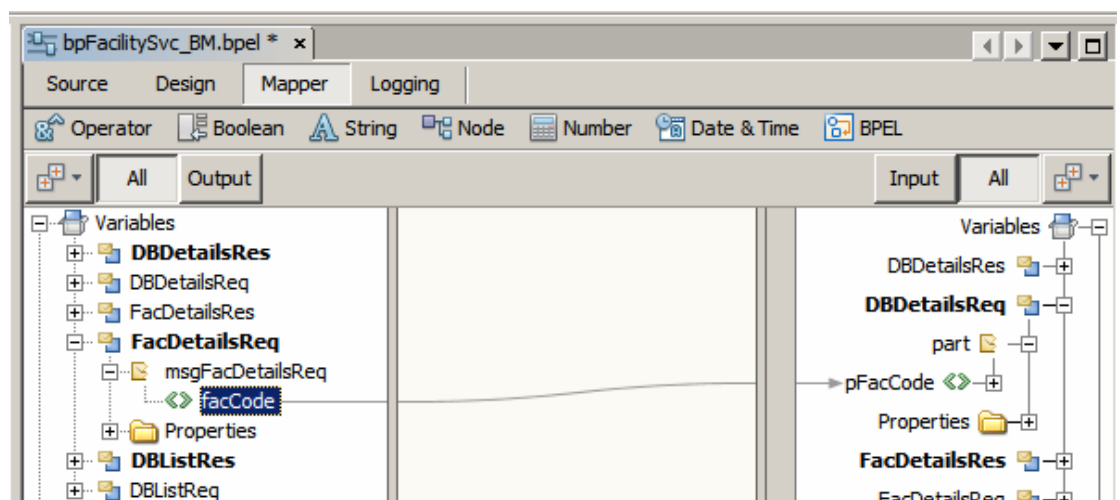 bpFacilitySvc_BM.bpel *
Source Design Mapper Logging
Operator Boolean String Node Number Date & Time BPEL
All Output Input All
Variables
DBDetailsRes
DBDetailsReq
FacDetailsRes
FacDetailsReq
msgFacDetailsReq
facCode
Properties
DBListRes
DBListReq
Variables
DBDetailsRes
DBDetailsReq
part
pFacCode
Properties
FacDetailsRes
FacDetailsReq